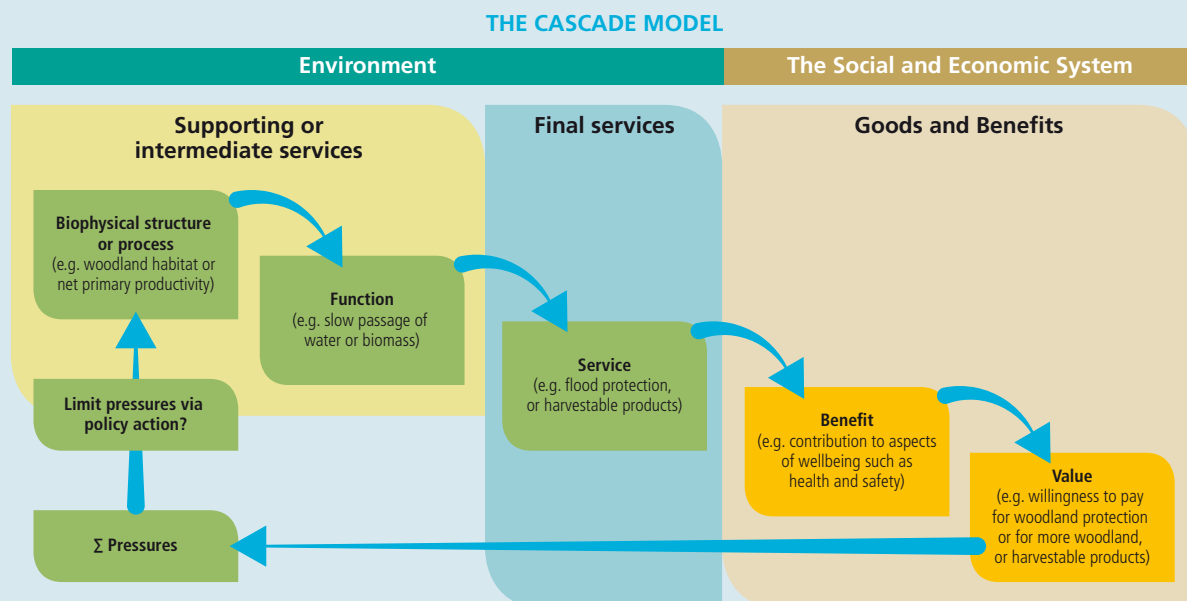 THE CASCADE MODEL
Environment
The Social and Economic System
Supporting or
intermediate services
Final services
Goods and Benefits
Biophysical structure
or process
(e.g. woodland habitat or
net primary productivity)
Function
(e.g. slow passage of
water or biomass)
Service
(e.g. flood protection,
or harvestable products)
Limit pressures via
policy action?
Benefit
(e.g. contribution to aspects
of wellbeing such as
health and safety)
Value
(e.g. willingness to pay
for woodland protection
or for more woodland,
or harvestable products)
∑ Pressures